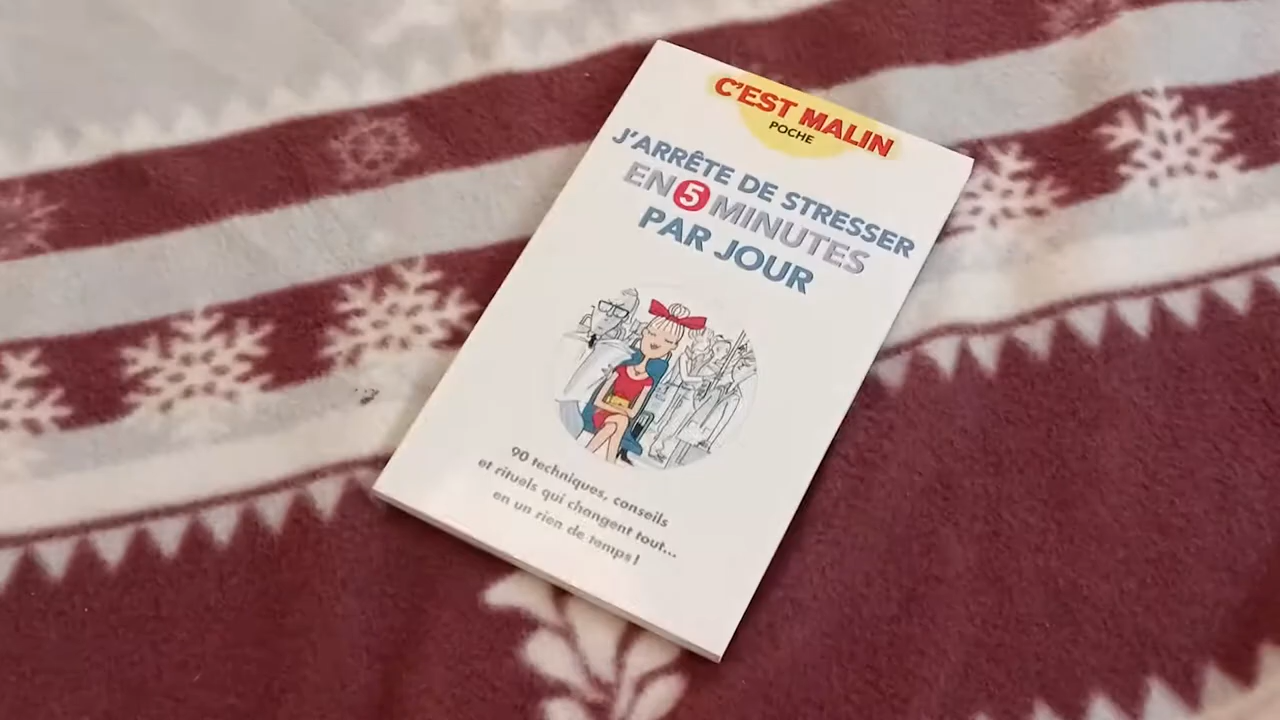 C'EST MALIN
POCHE
J'ARRÊTE DE STRESSER
EN 5 MINUTES
PAR JOUR
90 techniques, conseils
et rituels qui changent tout...
en un rien de temps !